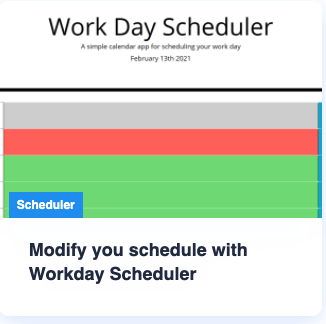 Work Day Scheduler
A simple calendar app for scheduling your work day
February 13th 2021
Scheduler
Modify you schedule with
Workday Scheduler